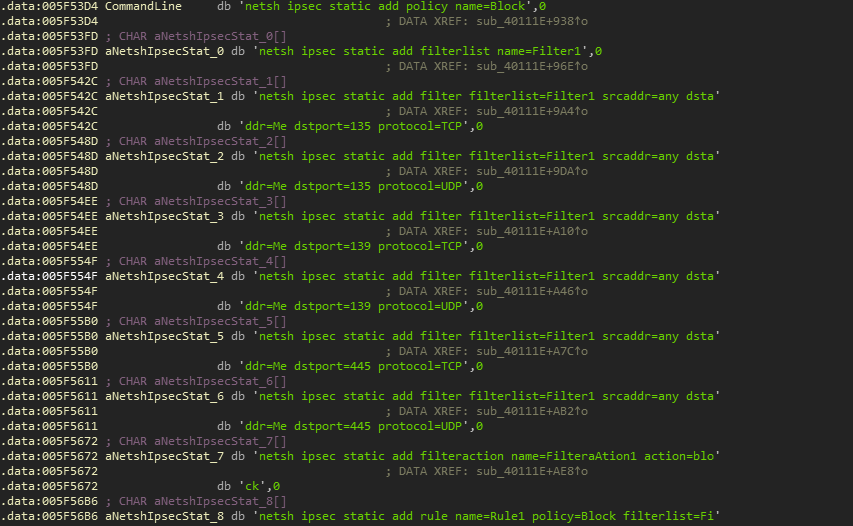 .data:005F53D4 CommandLine db 'netsh ipsec static add policy name=Block',0
.data:005F53D4 ; DATA XREF: sub_40111E+938↑o
.data:005F53FD ; CHAR aNetshIpsecStat_0[]
.data:005F53FD aNetshIpsecStat_0 db 'netsh ipsec static add filterlist name=Filter1',0
.data:005F53FD ; DATA XREF: sub_40111E+96E↑o
.data:005F542C ; CHAR aNetshIpsecStat_1[]
.data:005F542C aNetshIpsecStat_1 db 'netsh ipsec static add filter filterlist=Filter1 srcaddr=any dsta'
.data:005F542C ; DATA XREF: sub_40111E+9A4↑o
.data:005F542C db 'ddr=Me dstport=135 protocol=TCP',0
.data:005F548D ; CHAR aNetshIpsecStat_2[]
.data:005F548D aNetshIpsecStat_2 db 'netsh ipsec static add filter filterlist=Filter1 srcaddr=any dsta'
.data:005F548D ; DATA XREF: sub_40111E+9DA↑o
.data:005F548D db 'ddr=Me dstport=135 protocol=UDP',0
.data:005F54EE ; CHAR aNetshIpsecStat_3[]
.data:005F54EE aNetshIpsecStat_3 db 'netsh ipsec static add filter filterlist=Filter1 srcaddr=any dsta'
.data:005F54EE ; DATA XREF: sub_40111E+A10↑o
.data:005F54EE db 'ddr=Me dstport=139 protocol=TCP',0
.data:005F554F ; CHAR aNetshIpsecStat_4[]
.data:005F554F aNetshIpsecStat_4 db 'netsh ipsec static add filter filterlist=Filter1 srcaddr=any dsta'
.data:005F554F ; DATA XREF: sub_40111E+A46↑o
.data:005F554F db 'ddr=Me dstport=139 protocol=UDP',0
.data:005F55B0 ; CHAR aNetshIpsecStat_5[]
.data:005F55B0 aNetshIpsecStat_5 db 'netsh ipsec static add filter filterlist=Filter1 srcaddr=any dsta'
.data:005F55B0 ; DATA XREF: sub_40111E+A7C↑o
.data:005F55B0 db 'ddr=Me dstport=445 protocol=TCP',0
.data:005F5611 ; CHAR aNetshIpsecStat_6[]
.data:005F5611 aNetshIpsecStat_6 db 'netsh ipsec static add filter filterlist=Filter1 srcaddr=any dsta'
.data:005F5611 ; DATA XREF: sub_40111E+AB2↑o
.data:005F5611 db 'ddr=Me dstport=445 protocol=UDP',0
.data:005F5672 ; CHAR aNetshIpsecStat_7[]
.data:005F5672 aNetshIpsecStat_7 db 'netsh ipsec static add filteraction name=FilteraAtion1 action=blo'
.data:005F5672 ; DATA XREF: sub_40111E+AE8↑o
.data:005F5672 db 'ck',0
.data:005F56B6 ; CHAR aNetshIpsecStat_8[]
.data:005F56B6 aNetshIpsecStat_8 db 'netsh ipsec static add rule name=Rule1 policy=Block filterlist=Fi'